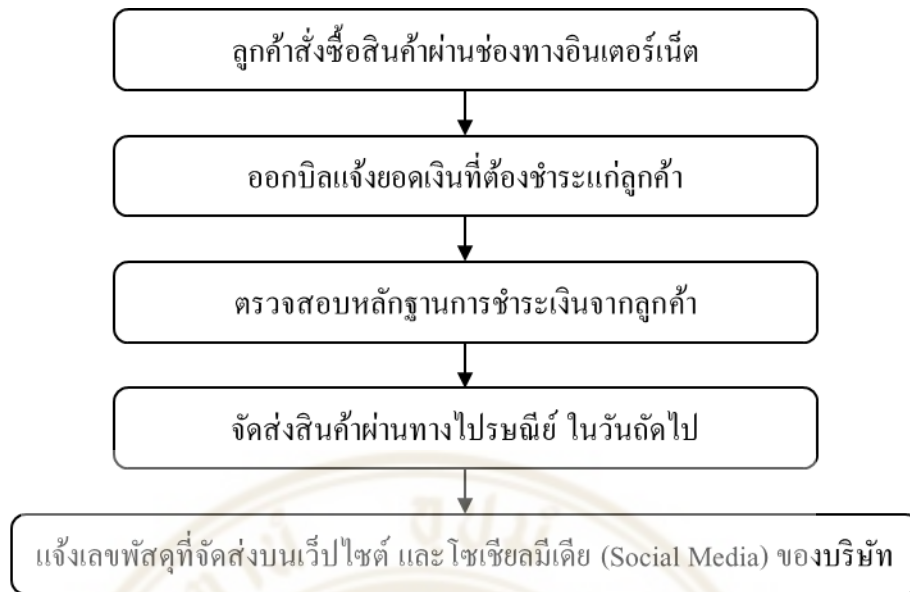 ลูกค้าสั่งซื้อสินค้าผ่านช่องทางอินเตอร์เน็ต
ออกบิลแจ้งยอดเงินที่ต้องชำระแก่ลูกค้า
ตรวจสอบหลักฐานการชำระเงินจากลูกค้า
จัดส่งสินค้าผ่านทางไปรษณีย์ ในวันถัดไป
แจ้งเลขพัสดุที่จัดส่งบนเว็ปไซต์ และโซเชียลมีเดีย (Social Media) ของบริษัท